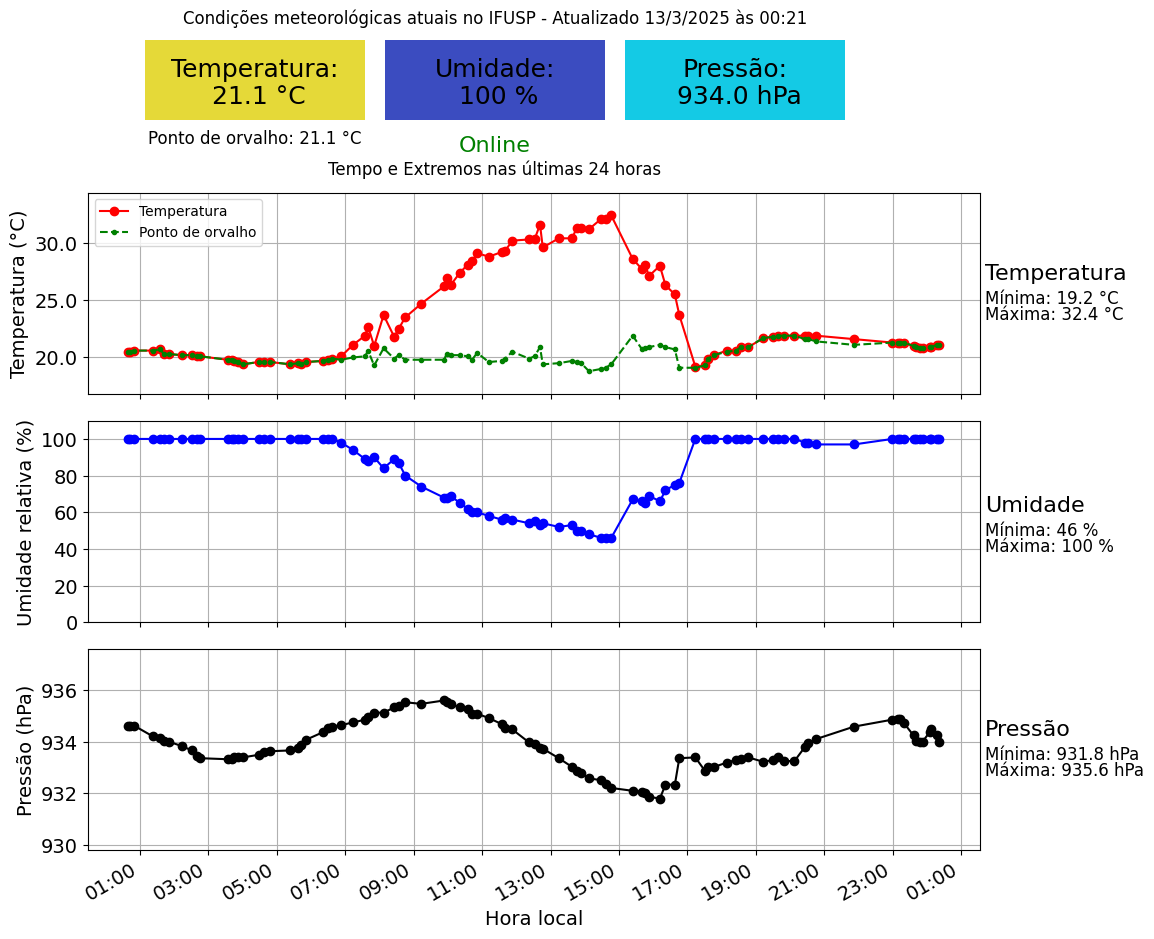 Condições meteorológicas atuais no IFUSP - Atualizado 13/3/2025 às 00:21
Temperatura:
21.1 °C
Umidade:
100 %
Pressão:
934.0 hPa
Ponto de orvalho: 21.1 °C
Online
Tempo e Extremos nas últimas 24 horas
Temperatura (°C)
30.0
25.0
20.0
Temperatura
Ponto de orvalho
Temperatura
Mínima: 19.2 °C
Máxima: 32.4 °C
Umidade relativa (%)
100
80
60
40
20
0
Umidade
Mínima: 46 %
Máxima: 100 %
Pressão (hPa)
936
934
932
930
Pressão
Mínima: 931.8 hPa
Máxima: 935.6 hPa
01:00 03:00 05:00 07:00 09:00 11:00 13:00 15:00 17:00 19:00 21:00 23:00 01:00
Hora local